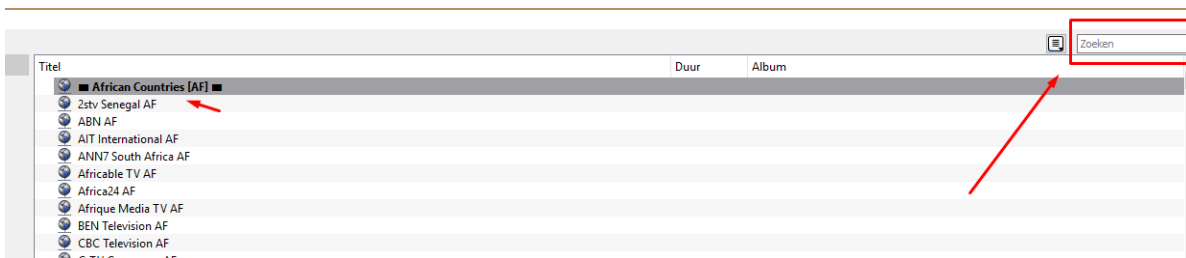 Zoeken
Titel Duur Album
African Countries [AF]
2stv Senegal AF
ABN AF
AIT International AF
ANN7 South Africa AF
Africable TV AF
Africa24 AF
Afrique Media TV AF
BEN Television AF
CBC Television AF